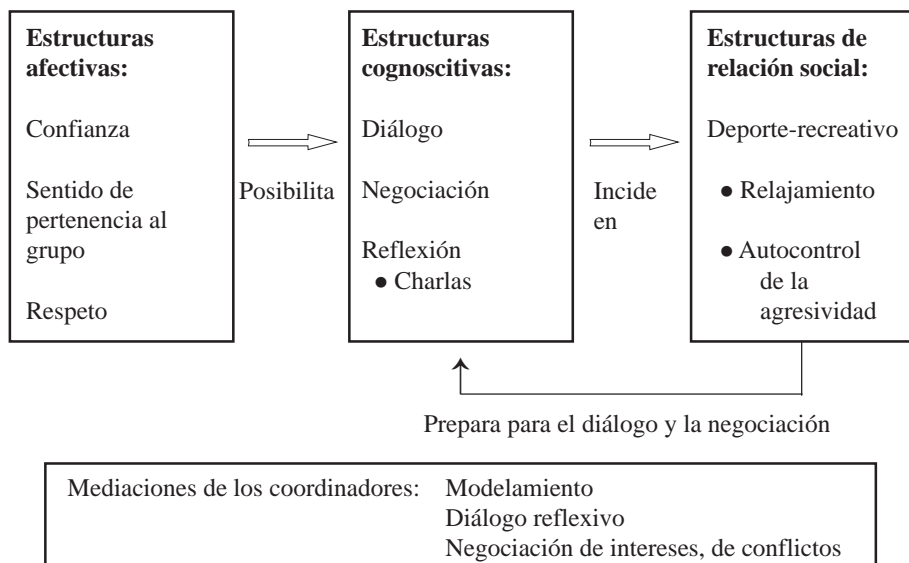 Estructuras
afectivas:
Confianza
Sentido de
pertenencia al
grupo
Respeto
Posibilita
Estructuras
cognoscitivas:
Diálogo
Negociación
Reflexión
● Charlas
Incide
en
Estructuras de
relación social:
Deporte-recreativo
● Relajamiento
● Autocontrol
de la
agresividad
Prepara para el diálogo y la negociación
Mediaciones de los coordinadores: Modelamiento
Diálogo reflexivo
Negociación de intereses, de conflictos